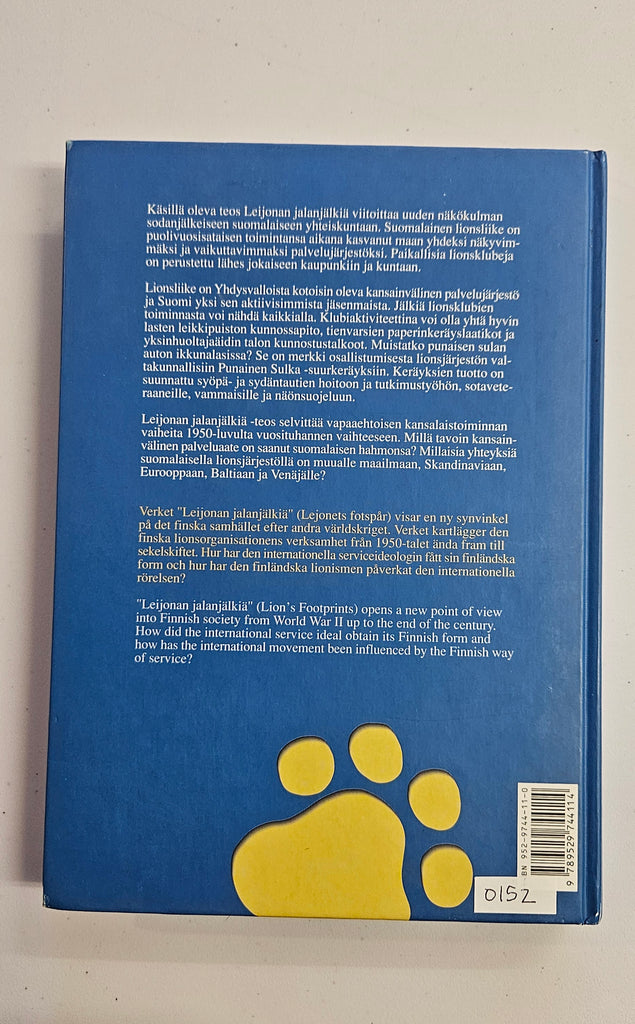 Käsillä oleva teos Leijonan jalanjälkiä viitoittaa uuden näkökulman
sodanjälkeiseen suomalaiseen yhteiskuntaan. Suomalainen lionsliike on
puolivuosisataisen toimintansa aikana kasvanut maan yhdeksi näkyvim-
mäksi ja vaikuttavimmaksi palvelujärjestöksi. Paikallisia lionsklubeja
on perustettu lähes jokaiseen kaupunkiin ja kuntaan.
Lionsliike on Yhdysvalloista kotoisin oleva kansainvälinen palvelujärjestö
ja Suomi yksi sen aktiivisimmista jäsenmaista. Jälkiä lionsklubien
toiminnasta voi nähdä kaikkialla. Klubiaktiviteettina voi olla yhtä hyvin
lasten leikkipuiston kunnossapito, tienvarsien paperinkeräyslaatikot ja
yksinhuoltajaäidin talon kunnostustalkoot. Muistatko punaisen sulan
auton ikkunalasissa? Se on merkki osallistumisesta lionsjärjestön val-
takunnallisiin Punainen Sulka -suurkeräyksiin. Keräyksien tuotto on
suunnattu syöpä- ja sydäntautien hoitoon ja tutkimustyöhön, sotavete-
raaneille, vammaisille ja näönsuojeluun.
Leijonan jalanjälkiä -teos selvittää vapaaehtoisen kansalaistoiminnan
vaiheita 1950-luvulta vuosituhannen vaihteeseen. Millä tavoin kansain-
välinen palveluaate on saanut suomalaisen hahmonsa? Millaisia yhteyksiä
suomalaisella lionsjärjestöllä on muualle maailmaan, Skandinaviaan,
Eurooppaan, Baltiaan ja Venäjälle?
Verket "Leijonan jalanjälkiä" (Lejonets fotspår) visar en ny synvinkel
på det finska samhället efter andra världskriget. Verket kartlägger den
finska lionsorganisationens verksamhet från 1950-talet ända fram till
sekelskiftet. Hur har den internationella serviceideologin fått sin finländska
form och hur har den finländska lionismen påverkat den internationella
rörelsen?
"Leijonan jalanjälkiä" (Lion's Footprints) opens a new point of view
into Finnish society from World War II up to the end of the century.
How did the international service ideal obtain its Finnish form and
how has the international movement been influenced by the Finnish way
of service?
BN 952-9744-11-0
9 789529 744114
0152